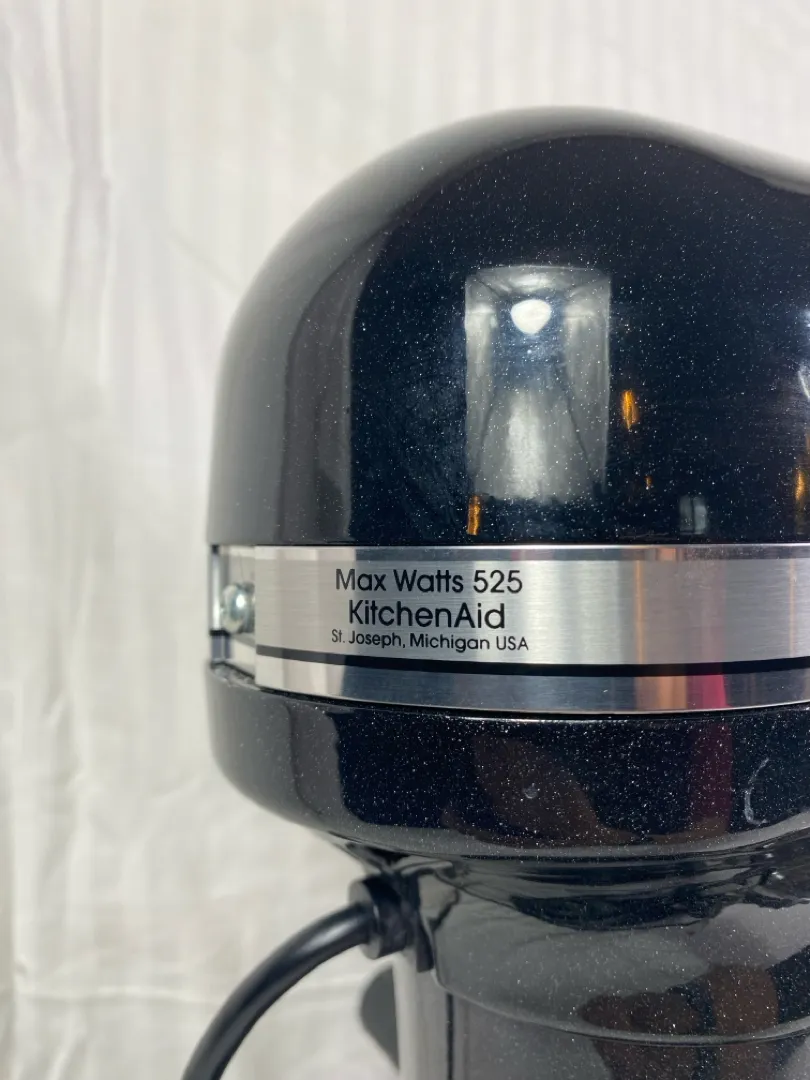 Max Watts 525
KitchenAid
St. Joseph, Michigan USA